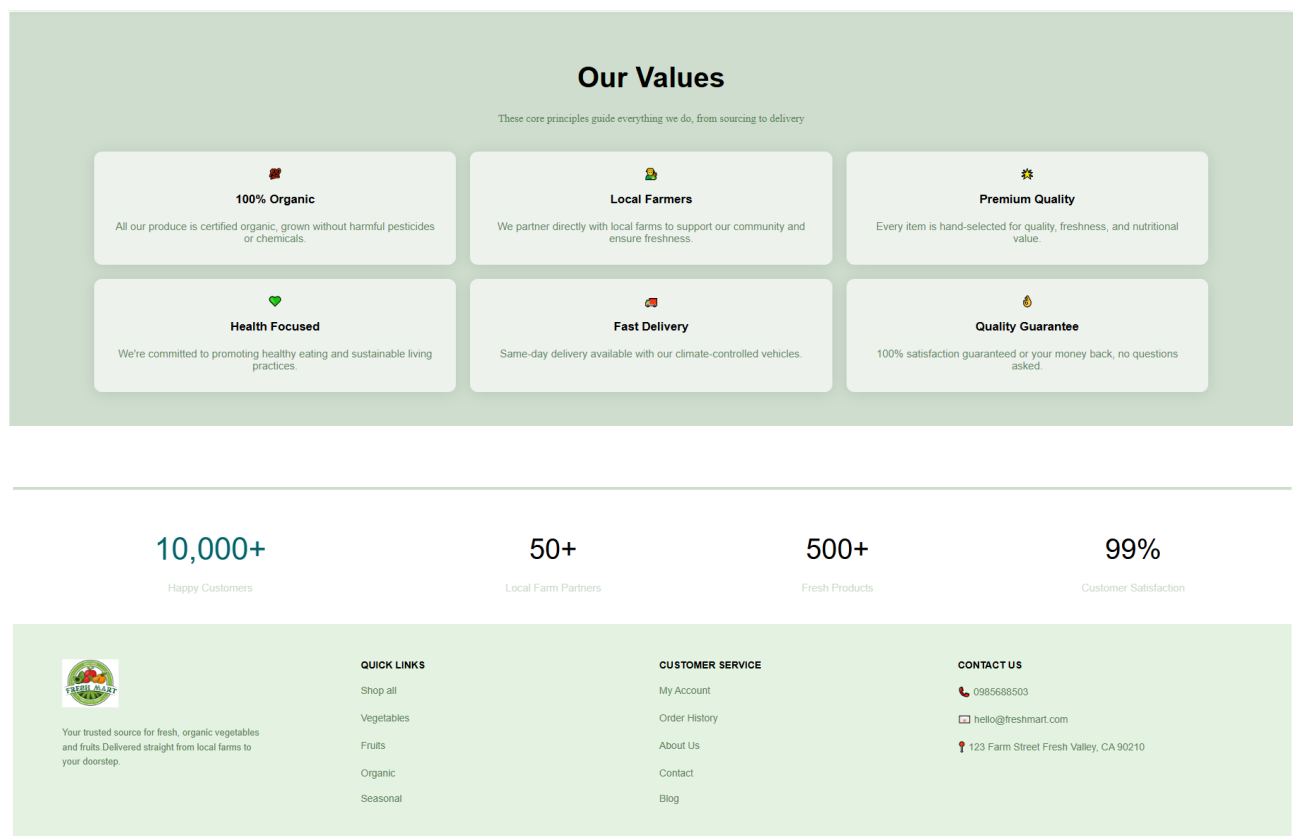 Our Values
These core principles guide everything we do, from sourcing to delivery
100% Organic
All our produce is certified organic, grown without harmful pesticides
or chemicals.
Local Farmers
We partner directly with local farms to support our community and
ensure freshness.
Premium Quality
Every item is hand-selected for quality, freshness, and nutritional
value.
Health Focused
We're committed to promoting healthy eating and sustainable living
practices.
Fast Delivery
Same-day delivery available with our climate-controlled vehicles.
Quality Guarantee
100% satisfaction guaranteed or your money back, no questions
asked.
10,000+
Happy Customers
50+
Local Farm Partners
500+
Fresh Products
99%
Customer Satisfaction
FRESH MART
Your trusted source for fresh, organic vegetables
and fruits.Delivered straight from local farms to
your doorstep.
QUICK LINKS
Shop all
Vegetables
Fruits
Organic
Seasonal
CUSTOMER SERVICE
My Account
Order History
About Us
Contact
Blog
CONTACT US
0985688503
hello@freshmart.com
123 Farm Street Fresh Valley, CA 90210